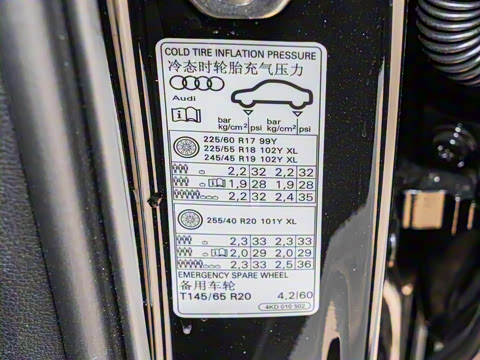 COLD TIRE INFLATION PRESSURE
冷态时轮胎充气压力
Audi
bar kg/cm² psi bar kg/cm² psi
225/60 R17 99Y
225/55 R18 102Y XL
245/45 R19 102Y XL
2,2 32 2,2 32
1,9 28 1,9 28
2,2 32 2,4 35
255/40 R20 101Y XL
2,3 33 2,3 33
2,0 29 2,0 29
2,3 33 2,5 36
EMERGENCY SPARE WHEEL
备用车轮
T145/65 R20 4,2 60
4KD 010 502